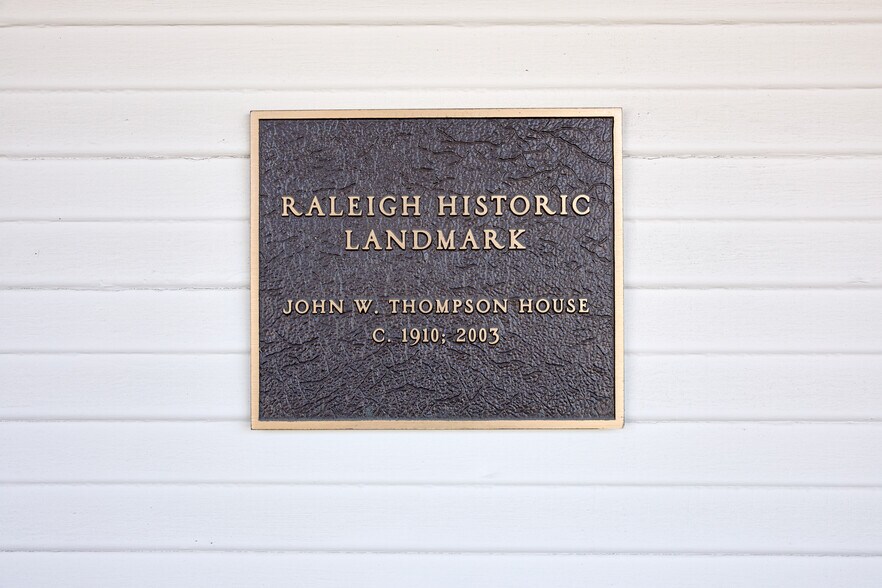 RALEIGH HISTORIC
LANDMARK
JOHN W. THOMPSON HOUSE
C. 1910; 2003